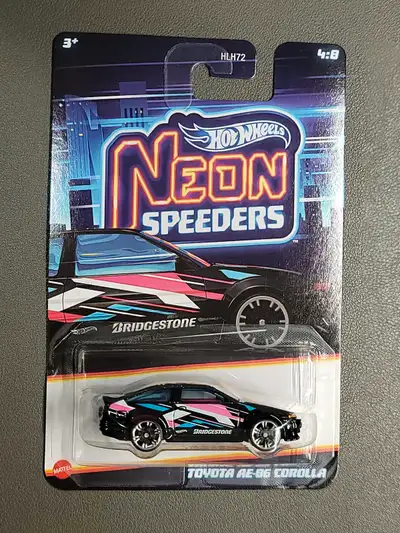 3+
HLH72
4:8
HOT WHEELS
NEON
SPEEDERS
BRIDGESTONE
BRIDGESTONE
MATTEL
TOYOTA AE-86 COROLLA